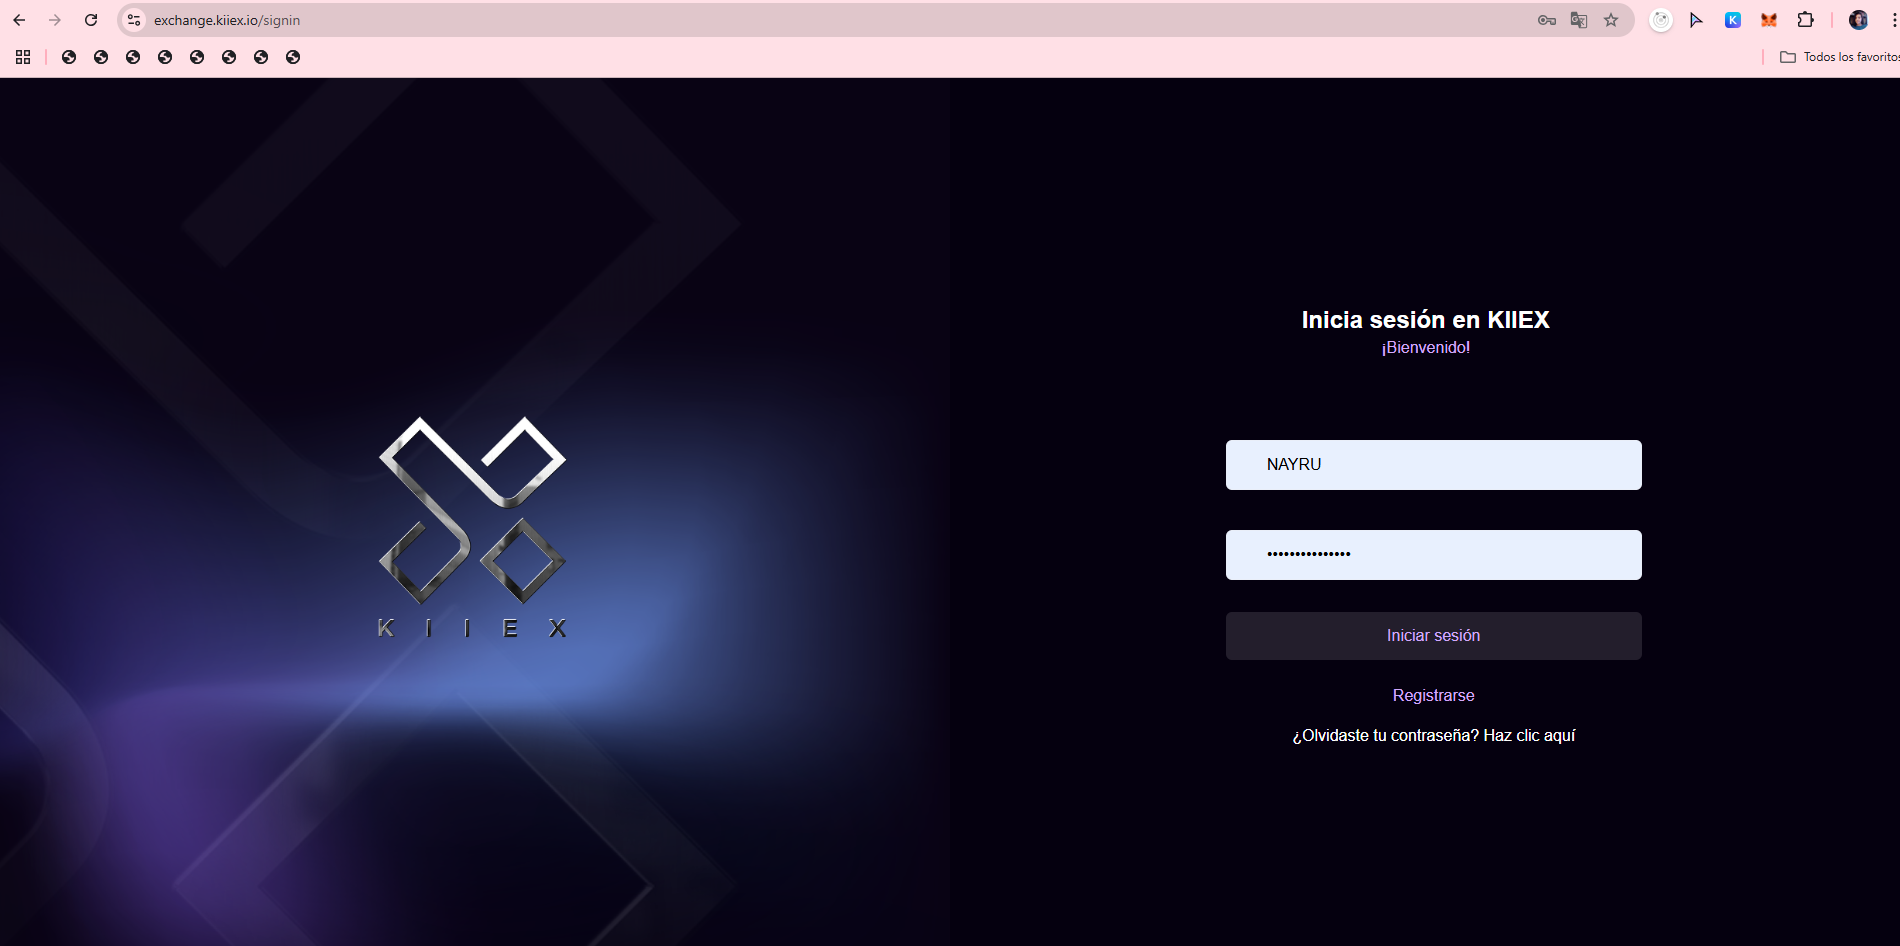 exchange.kiiex.io/signin
Todos los favoritos
Inicia sesión en KIIEX
¡Bienvenido!
NAYRU
•••••••••••••••
Iniciar sesión
Registrarse
¿Olvidaste tu contraseña? Haz clic aquí
KIIEX
K